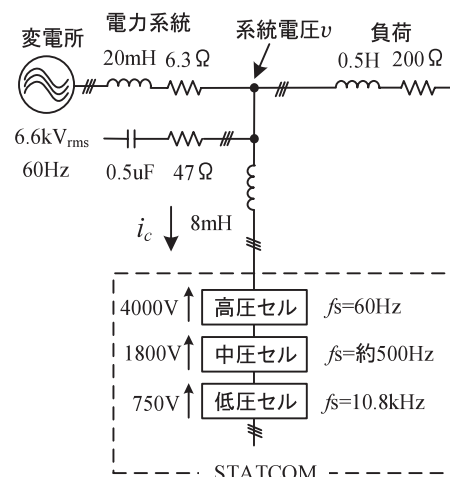 電力系統
変電所
20mH 6.3Ω
系統電圧v
負荷
0.5H 200Ω
6.6kVrms
60Hz
0.5uF 47Ω
ic
8mH
4000V 高圧セル fs=60Hz
1800V 中圧セル fs=約500Hz
750V 低圧セル fs=10.8kHz
STATCOM